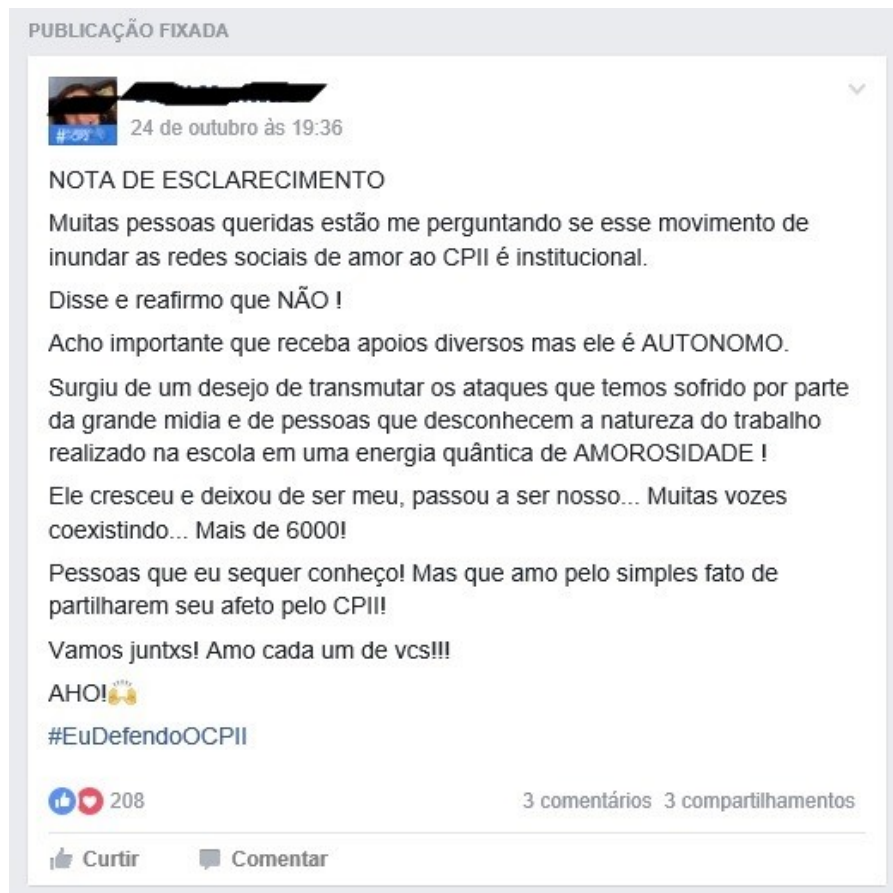 PUBLICAÇÃO FIXADA
24 de outubro às 19:36
NOTA DE ESCLARECIMENTO
Muitas pessoas queridas estão me perguntando se esse movimento de
inundar as redes sociais de amor ao CPII é institucional.
Disse e reafirmo que NÃO !
Acho importante que receba apoios diversos mas ele é AUTONOMO.
Surgiu de um desejo de transmutar os ataques que temos sofrido por parte
da grande midia e de pessoas que desconhecem a natureza do trabalho
realizado na escola em uma energia quântica de AMOROSIDADE !
Ele cresceu e deixou de ser meu, passou a ser nosso... Muitas vozes
coexistindo... Mais de 6000!
Pessoas que eu sequer conheço! Mas que amo pelo simples fato de
partilharem seu afeto pelo CPII!
Vamos juntxs! Amo cada um de vcs!!!
AHO!🙌
#EuDefendoOCPII
208 3 comentários 3 compartilhamentos
Curtir Comentar